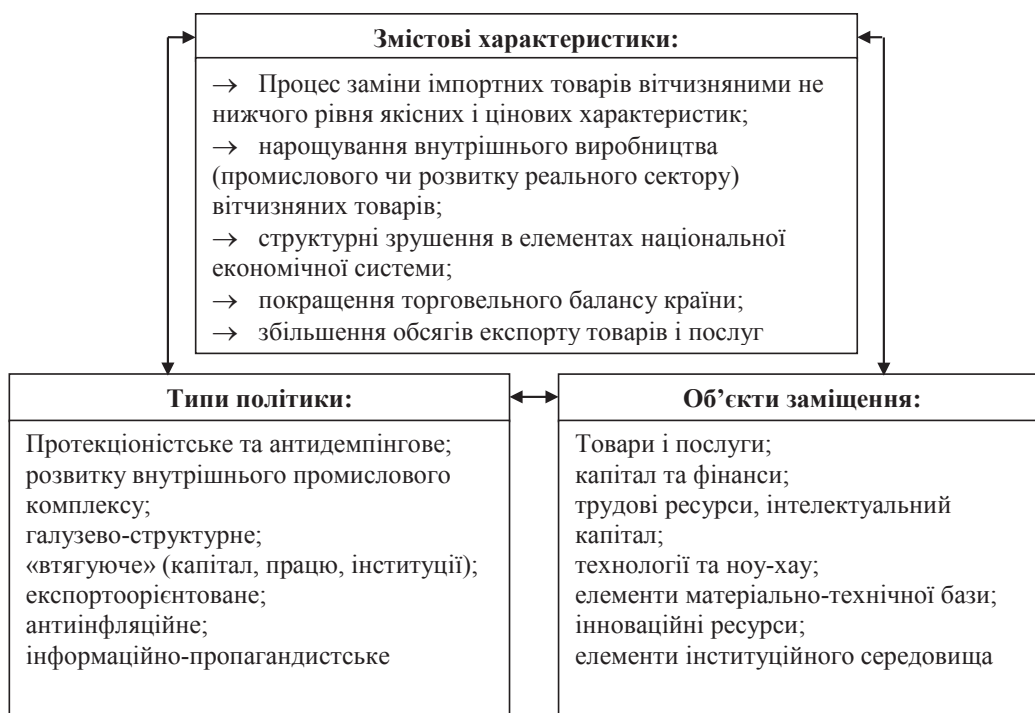 Змістові характеристики:
→ Процес заміни імпортних товарів вітчизняними не
нижчого рівня якісних і цінових характеристик;
→ нарощування внутрішнього виробництва
(промислового чи розвитку реального сектору)
вітчизняних товарів;
→ структурні зрушення в елементах національної
економічної системи;
→ покращення торговельного балансу країни;
→ збільшення обсягів експорту товарів і послуг
Типи політики:
Протекціоністське та антидемпінгове;
розвитку внутрішнього промислового
комплексу;
галузево-структурне;
«втягуюче» (капітал, працю, інституції);
експортоорієнтоване;
антиінфляційне;
інформаційно-пропагандистське
Об’єкти заміщення:
Товари і послуги;
капітал та фінанси;
трудові ресурси, інтелектуальний
капітал;
технології та ноу-хау;
елементи матеріально-технічної бази;
інноваційні ресурси;
елементи інституційного середовища